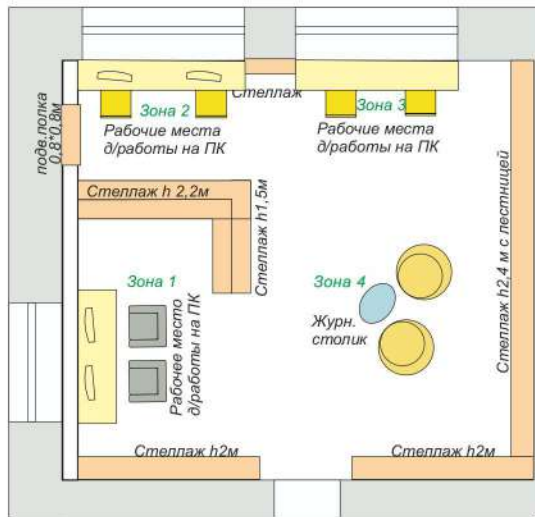 Стеллаж
Зона 2
Зона 3
Рабочие места
д/работы на ПК
Рабочие места
д/работы на ПК
подв.полка
0,8*0,8м
Стеллаж h 2,2м
Стеллаж h1,5м
Зона 1
Зона 4
Рабочее место
д/работы на ПК
Журн.
столик
Стеллаж h2,4 м с лестницей
Стеллаж h2м
Стеллаж h2м